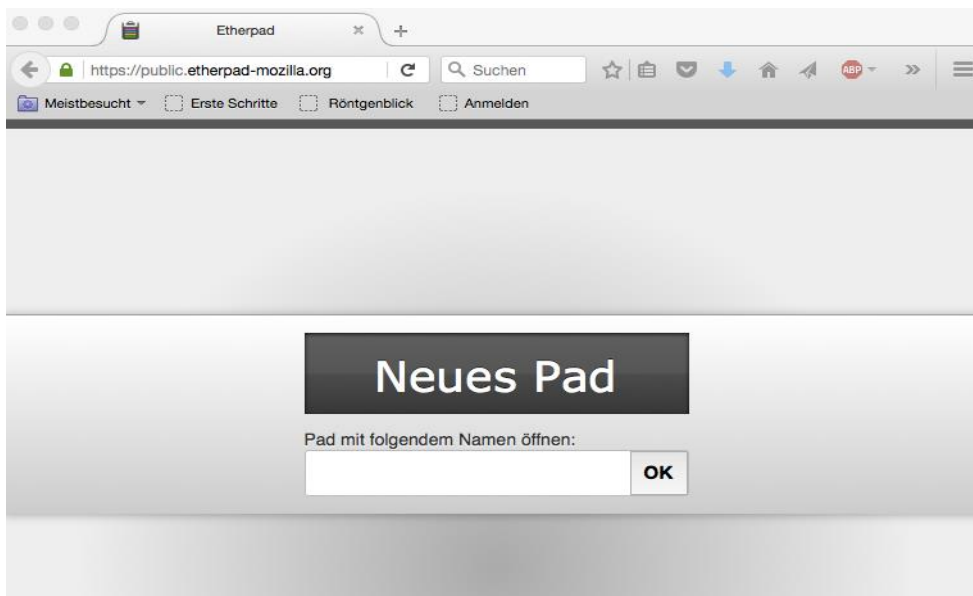 Etherpad
https://public.etherpad-mozilla.org
Suchen
ABP
Meistbesucht
Erste Schritte
Röntgenblick
Anmelden
Neues Pad
Pad mit folgendem Namen öffnen:
OK